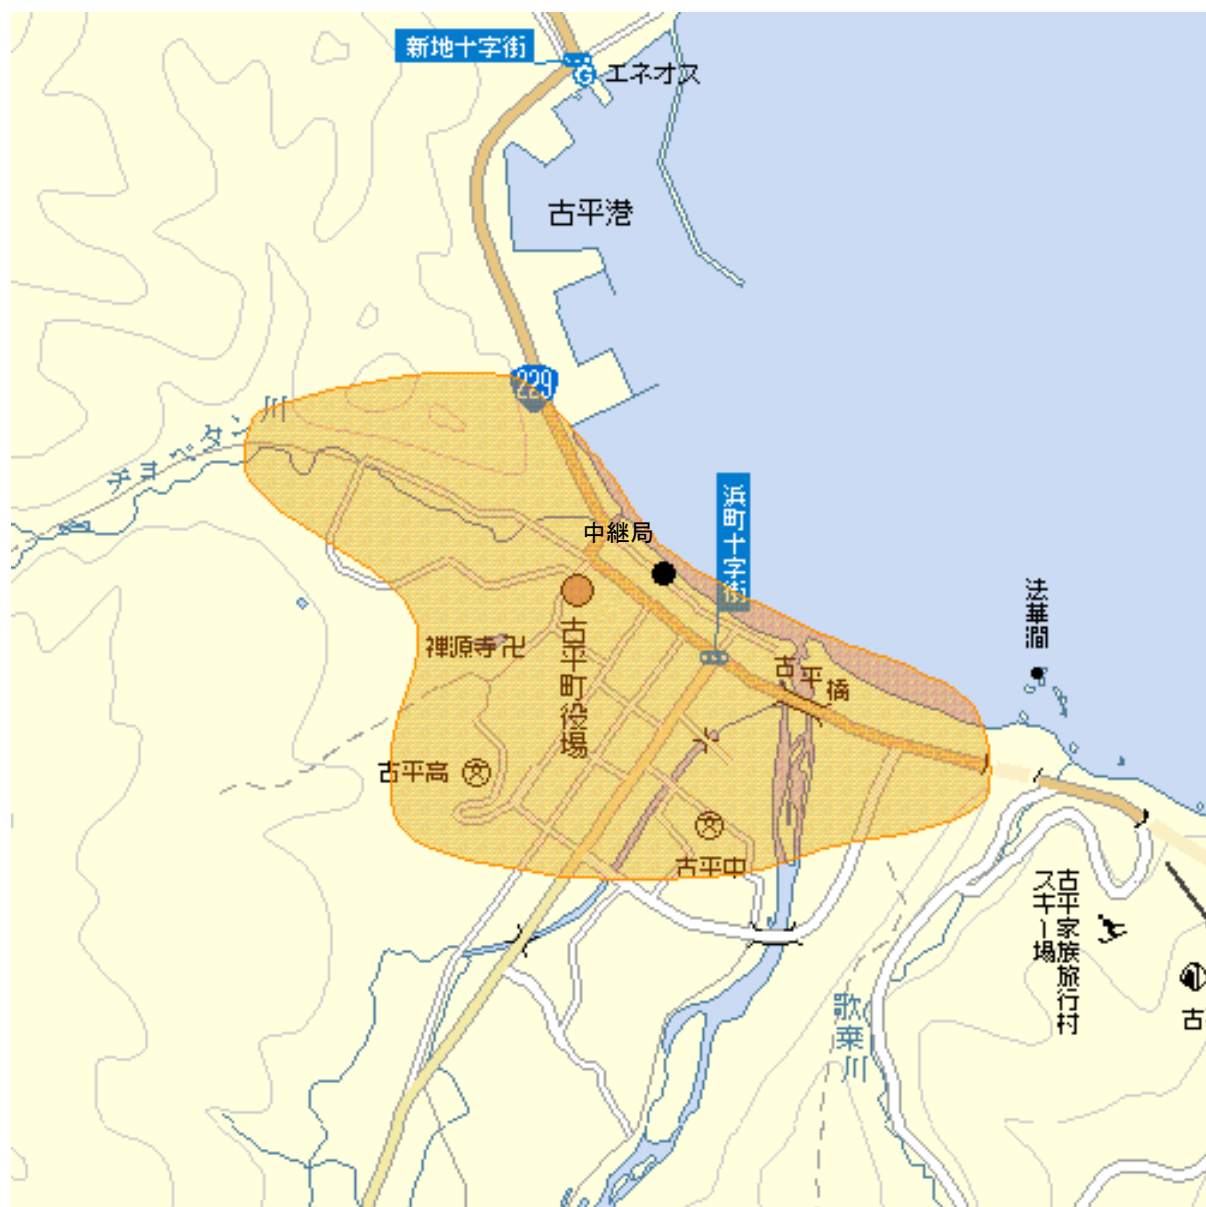 新地十字街
エネオス
古平港
229
チョペタン川
浜町十字街
中継局
法華澗
禅源寺
古平町役場
古平橋
古平高
文
文
古平中
古平家族旅行村
スキー場
歌棄川
古